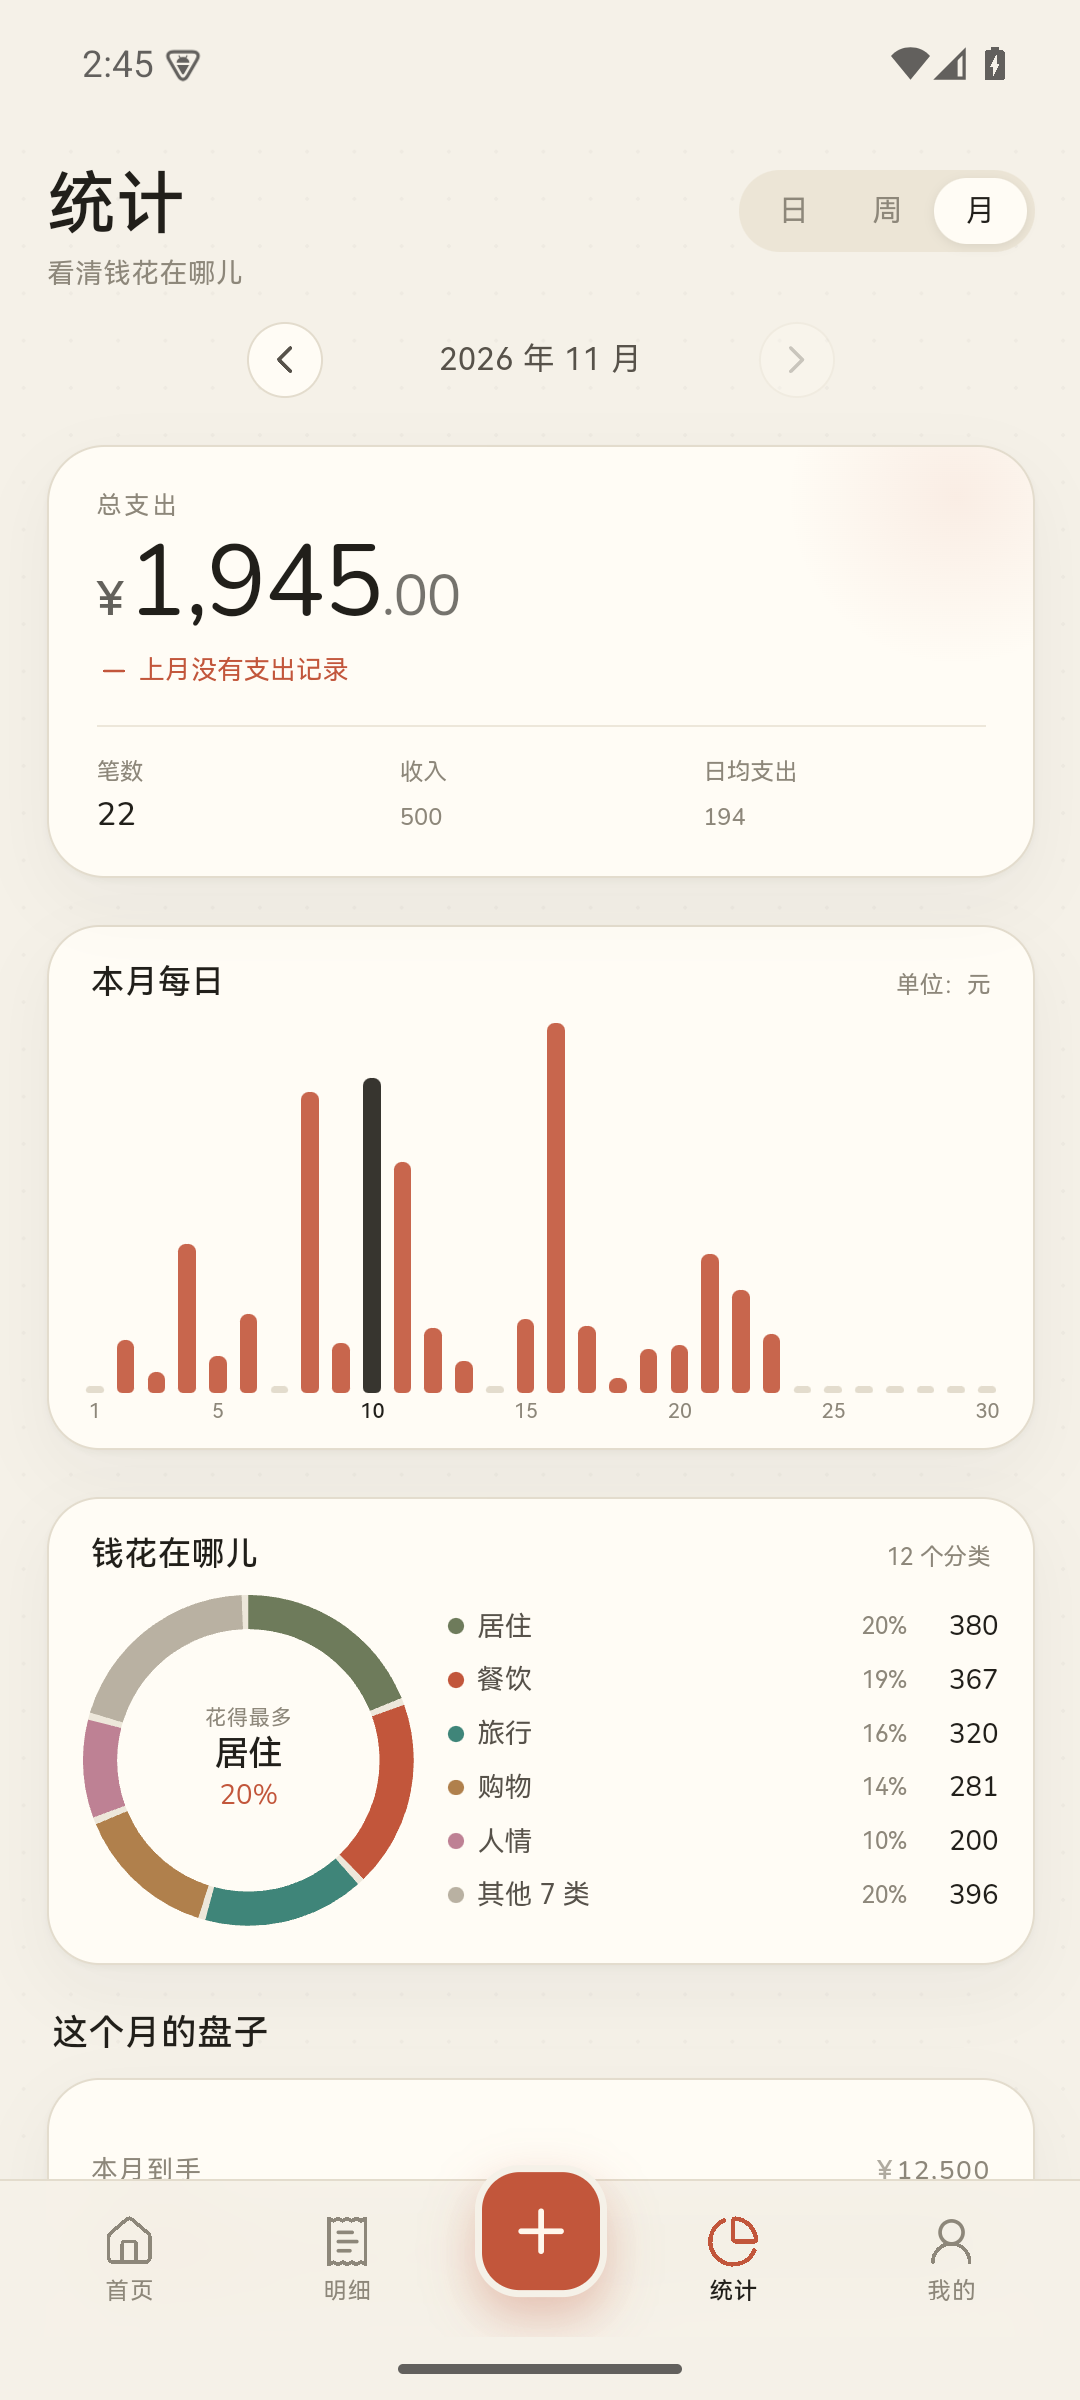 2:45
统计
日 周 月
看清钱花在哪儿
2026 年 11 月
总支出
¥1,945.00
— 上月没有支出记录
笔数 收入 日均支出
22 500 194
本月每日 单位：元
1 5 10 15 20 25 30
钱花在哪儿 12 个分类
花得最多
居住
20%
居住 20% 380
餐饮 19% 367
旅行 16% 320
购物 14% 281
人情 10% 200
其他 7 类 20% 396
这个月的盘子
本月到手 ¥12,500
首页 明细 统计 我的